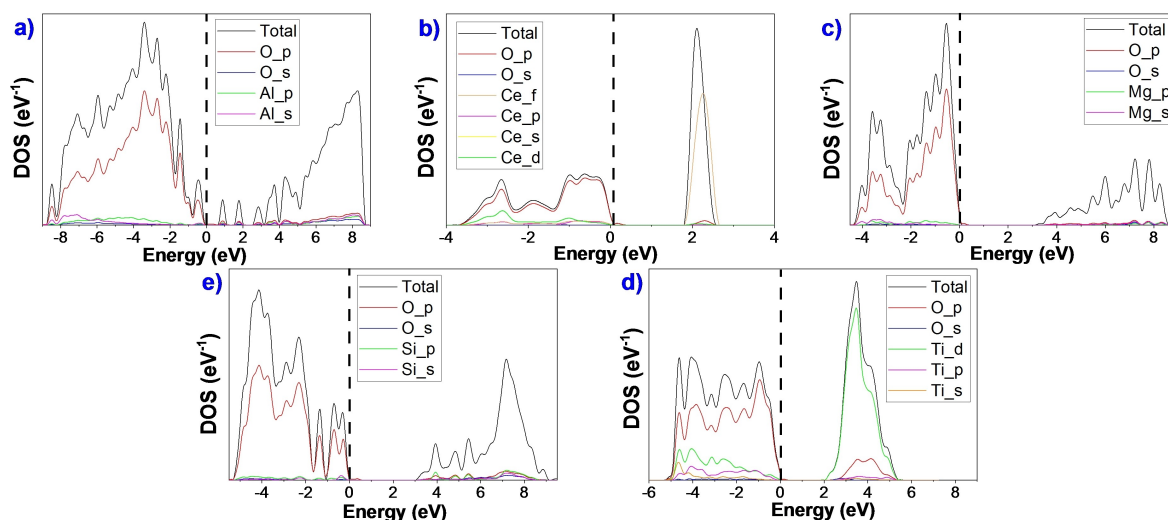 a)
DOS (eV-1)
Total
O_p
O_s
Al_p
Al_s
-8 -6 -4 -2 0 2 4 6 8
Energy (eV)
b)
DOS (eV-1)
Total
O_p
O_s
Ce_f
Ce_p
Ce_s
Ce_d
-4 -2 0 2 4
Energy (eV)
c)
DOS (eV-1)
Total
O_p
O_s
Mg_p
Mg_s
-4 -2 0 2 4 6 8
Energy (eV)
e)
DOS (eV-1)
Total
O_p
O_s
Si_p
Si_s
-4 -2 0 2 4 6 8
Energy (eV)
d)
DOS (eV-1)
Total
O_p
O_s
Ti_d
Ti_p
Ti_s
-6 -4 -2 0 2 4 6 8
Energy (eV)